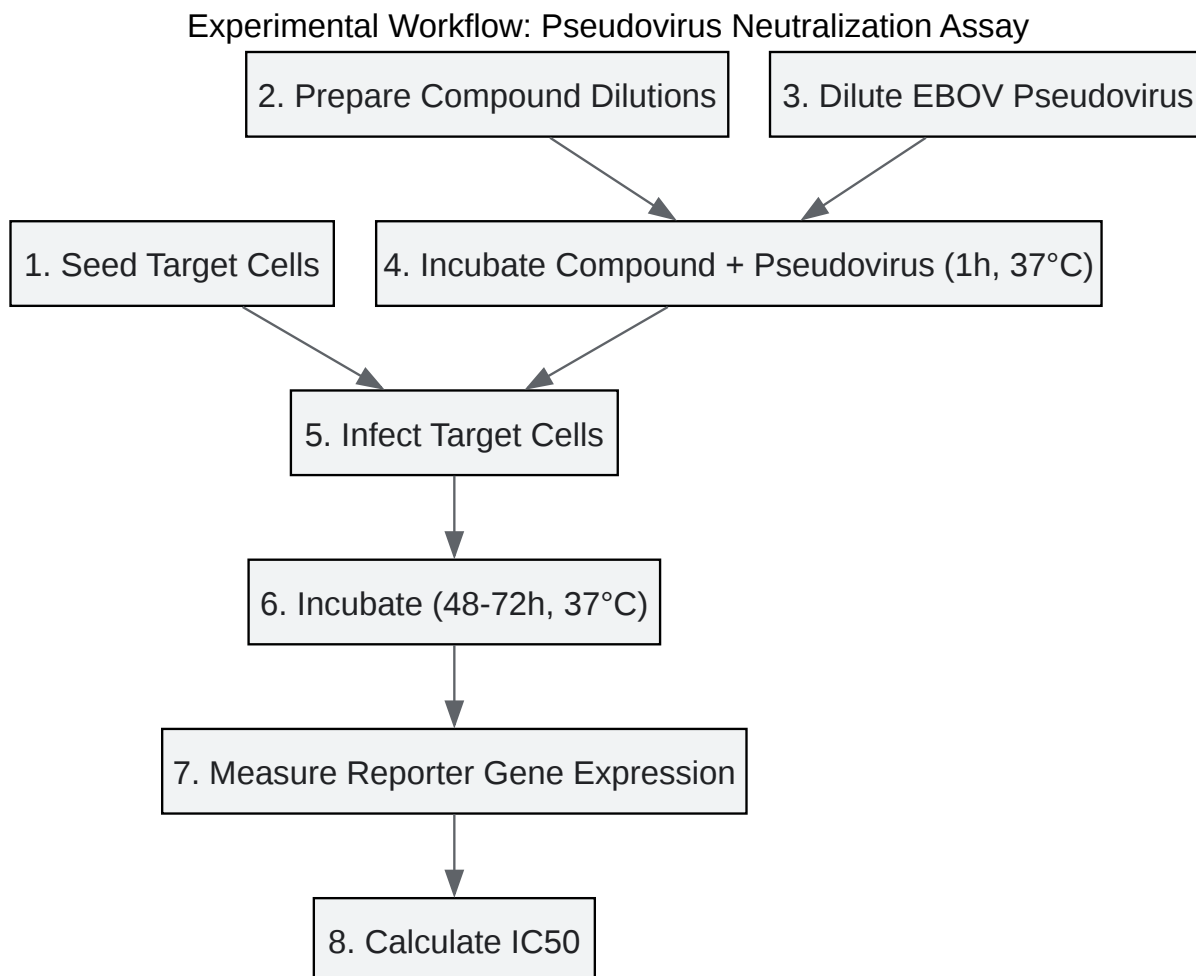 Experimental Workflow: Pseudovirus Neutralization Assay
2. Prepare Compound Dilutions
3. Dilute EBOV Pseudovirus
1. Seed Target Cells
4. Incubate Compound + Pseudovirus (1h, 37°C)
5. Infect Target Cells
6. Incubate (48-72h, 37°C)
7. Measure Reporter Gene Expression
8. Calculate IC50